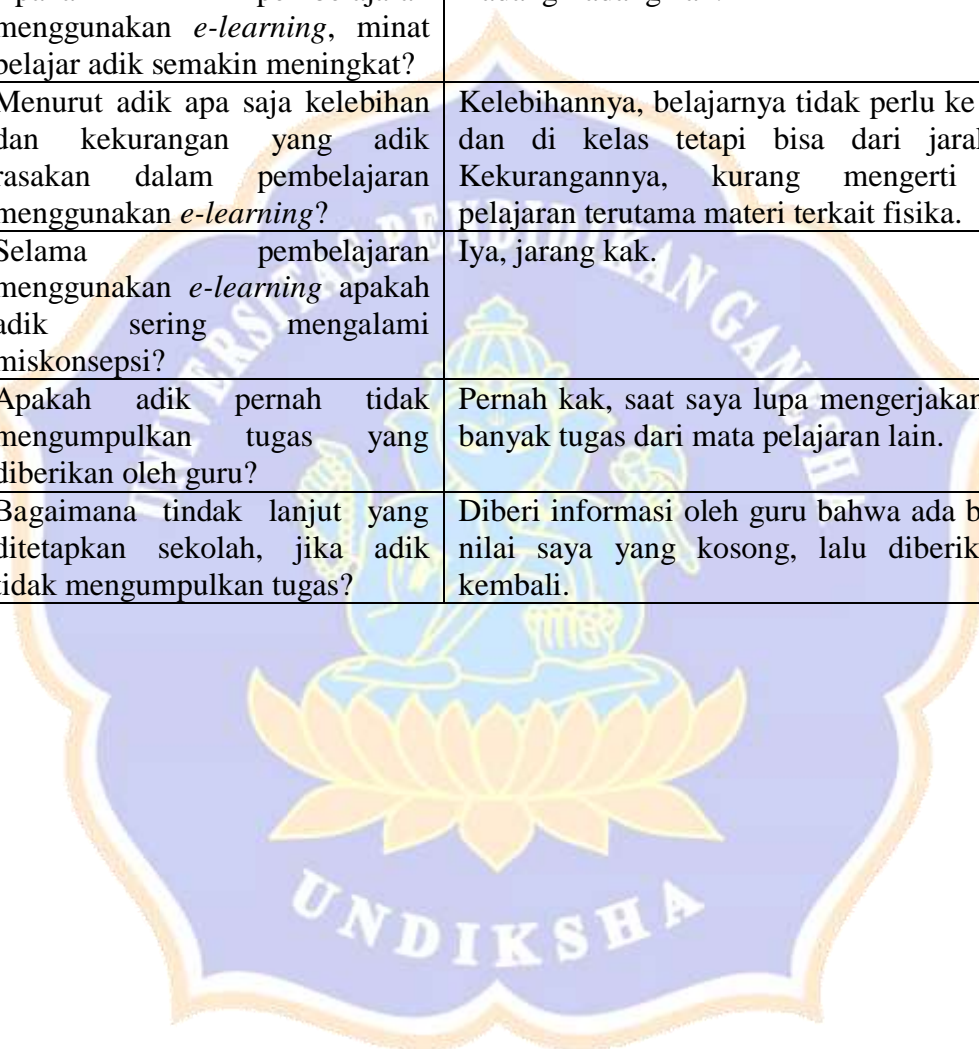 menggunakan e-learning, minat
belajar adik semakin meningkat?
Menurut adik apa saja kelebihan
dan kekurangan yang adik
rasakan dalam pembelajaran
menggunakan e-learning?
Kelebihannya, belajarnya tidak perlu ke
dan di kelas tetapi bisa dari
Kekurangannya, kurang mengerti
pelajaran terutama materi terkait fisika.
Selama pembelajaran
menggunakan e-learning apakah
adik sering mengalami
miskonsepsi?
Iya, jarang kak.
Apakah adik pernah tidak
mengumpulkan tugas yang
diberikan oleh guru?
Pernah kak, saat saya lupa mengerjakan
banyak tugas dari mata pelajaran lain.
Bagaimana tindak lanjut yang
ditetapkan sekolah, jika adik
tidak mengumpulkan tugas?
Diberi informasi oleh guru bahwa ada
nilai saya yang kosong, lalu
kembali.
UNIVERSITAS PENDIDIKAN GANESHA
UNDIKSHA